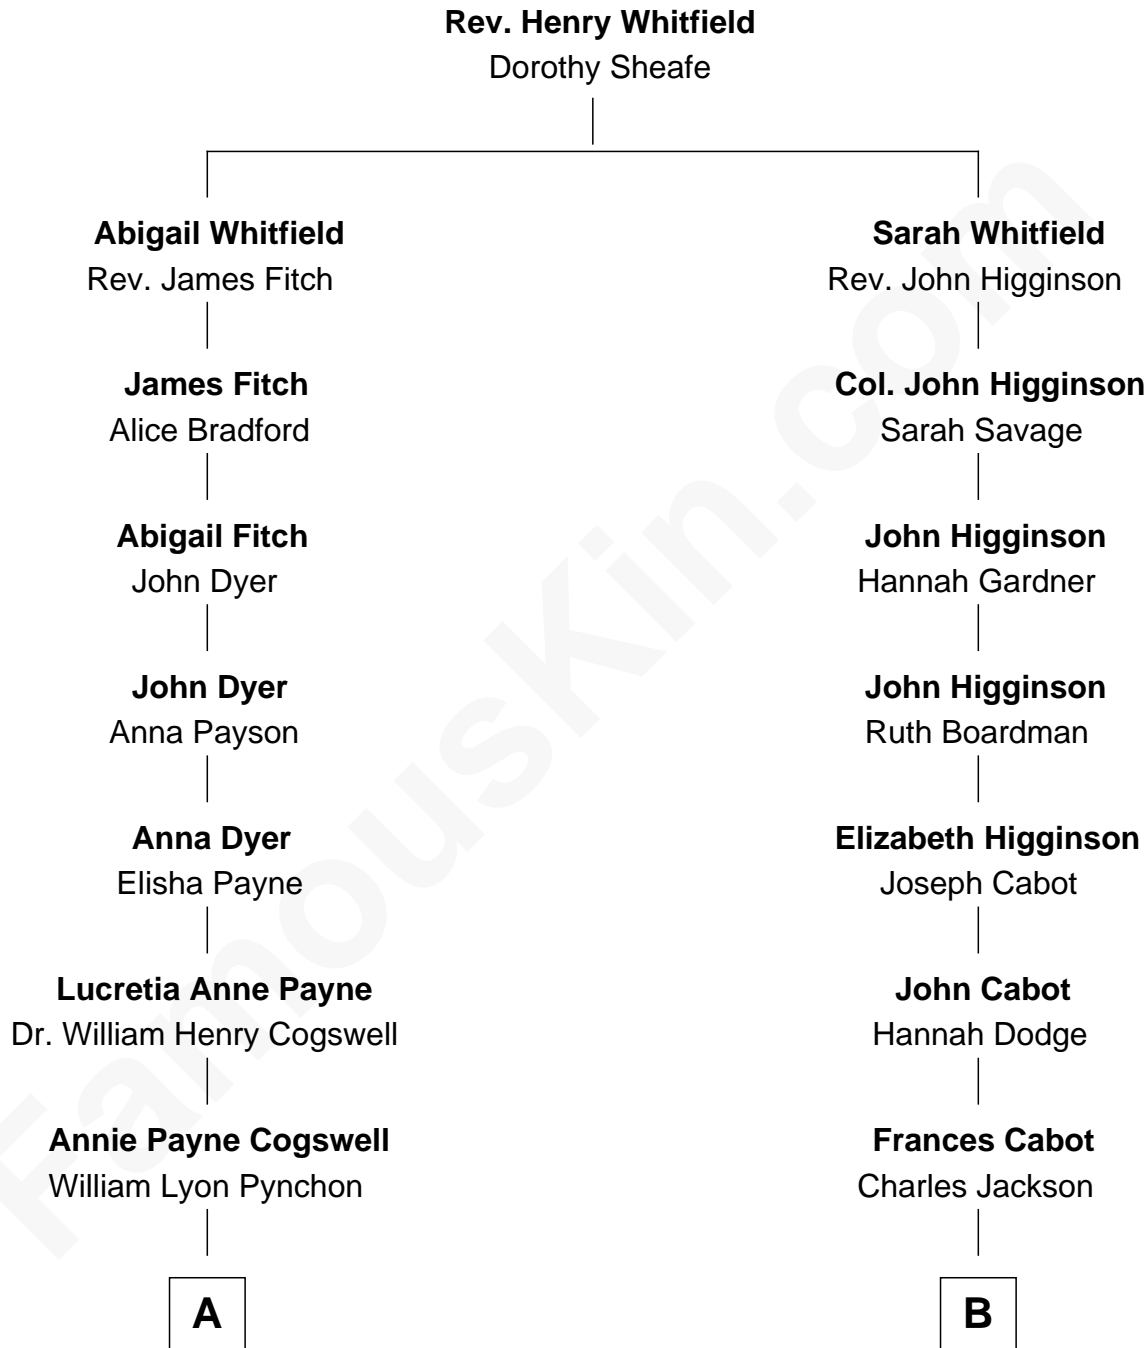 Rev. Henry Whitfield
Dorothy Sheafe
Abigail Whitfield
Rev. James Fitch
Sarah Whitfield
Rev. John Higginson
James Fitch
Alice Bradford
Col. John Higginson
Sarah Savage
Abigail Fitch
John Dyer
John Higginson
Hannah Gardner
John Dyer
Anna Payson
John Higginson
Ruth Boardman
Anna Dyer
Elisha Payne
Elizabeth Higginson
Joseph Cabot
Lucretia Anne Payne
Dr. William Henry Cogswell
John Cabot
Hannah Dodge
Annie Payne Cogswell
William Lyon Pynchon
Frances Cabot
Charles Jackson
A
B
FamousKin.com